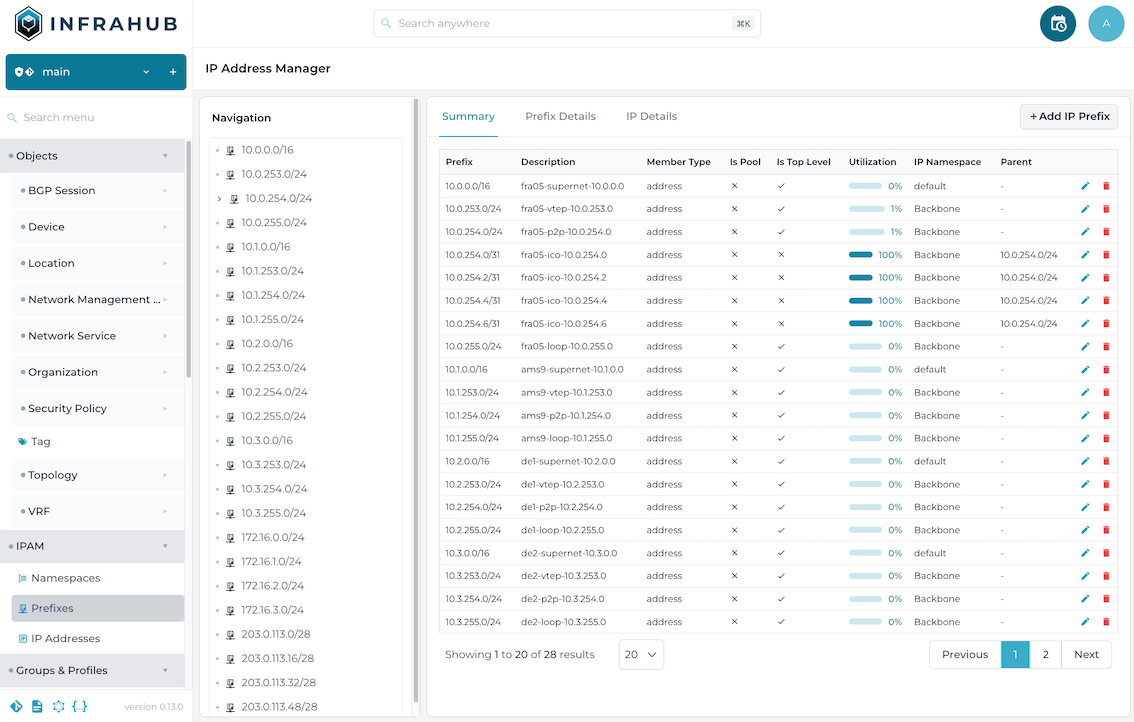 INFRAHUB
Search anywhere ⌘K A
main +
IP Address Manager
Search menu
Objects
BGP Session
Device
Location
Network Management ...
Network Service
Organization
Security Policy
Tag
Topology
VRF
IPAM
Namespaces
Prefixes
IP Addresses
Groups & Profiles
version 0.13.0
Navigation
10.0.0.0/16
10.0.253.0/24
10.0.254.0/24
10.0.255.0/24
10.1.0.0/16
10.1.253.0/24
10.1.254.0/24
10.1.255.0/24
10.2.0.0/16
10.2.253.0/24
10.2.254.0/24
10.2.255.0/24
10.3.0.0/16
10.3.253.0/24
10.3.254.0/24
10.3.255.0/24
172.16.0.0/24
172.16.1.0/24
172.16.2.0/24
172.16.3.0/24
203.0.113.0/28
203.0.113.16/28
203.0.113.32/28
203.0.113.48/28
Summary Prefix Details IP Details + Add IP Prefix
Prefix Description Member Type Is Pool Is Top Level Utilization IP Namespace Parent
10.0.0.0/16 fra05-supernet-10.0.0.0 address ✕ ✓ 0% default -
10.0.253.0/24 fra05-vtep-10.0.253.0 address ✕ ✓ 1% Backbone -
10.0.254.0/24 fra05-p2p-10.0.254.0 address ✕ ✓ 1% Backbone -
10.0.254.0/31 fra05-ico-10.0.254.0 address ✕ ✕ 100% Backbone 10.0.254.0/24
10.0.254.2/31 fra05-ico-10.0.254.2 address ✕ ✕ 100% Backbone 10.0.254.0/24
10.0.254.4/31 fra05-ico-10.0.254.4 address ✕ ✕ 100% Backbone 10.0.254.0/24
10.0.254.6/31 fra05-ico-10.0.254.6 address ✕ ✕ 100% Backbone 10.0.254.0/24
10.0.255.0/24 fra05-loop-10.0.255.0 address ✕ ✓ 0% Backbone -
10.1.0.0/16 ams9-supernet-10.1.0.0 address ✕ ✓ 0% default -
10.1.253.0/24 ams9-vtep-10.1.253.0 address ✕ ✓ 0% Backbone -
10.1.254.0/24 ams9-p2p-10.1.254.0 address ✕ ✓ 0% Backbone -
10.1.255.0/24 ams9-loop-10.1.255.0 address ✕ ✓ 0% Backbone -
10.2.0.0/16 de1-supernet-10.2.0.0 address ✕ ✓ 0% default -
10.2.253.0/24 de1-vtep-10.2.253.0 address ✕ ✓ 0% Backbone -
10.2.254.0/24 de1-p2p-10.2.254.0 address ✕ ✓ 0% Backbone -
10.2.255.0/24 de1-loop-10.2.255.0 address ✕ ✓ 0% Backbone -
10.3.0.0/16 de2-supernet-10.3.0.0 address ✕ ✓ 0% default -
10.3.253.0/24 de2-vtep-10.3.253.0 address ✕ ✓ 0% Backbone -
10.3.254.0/24 de2-p2p-10.3.254.0 address ✕ ✓ 0% Backbone -
10.3.255.0/24 de2-loop-10.3.255.0 address ✕ ✓ 0% Backbone -
Showing 1 to 20 of 28 results 20 Previous 1 2 Next